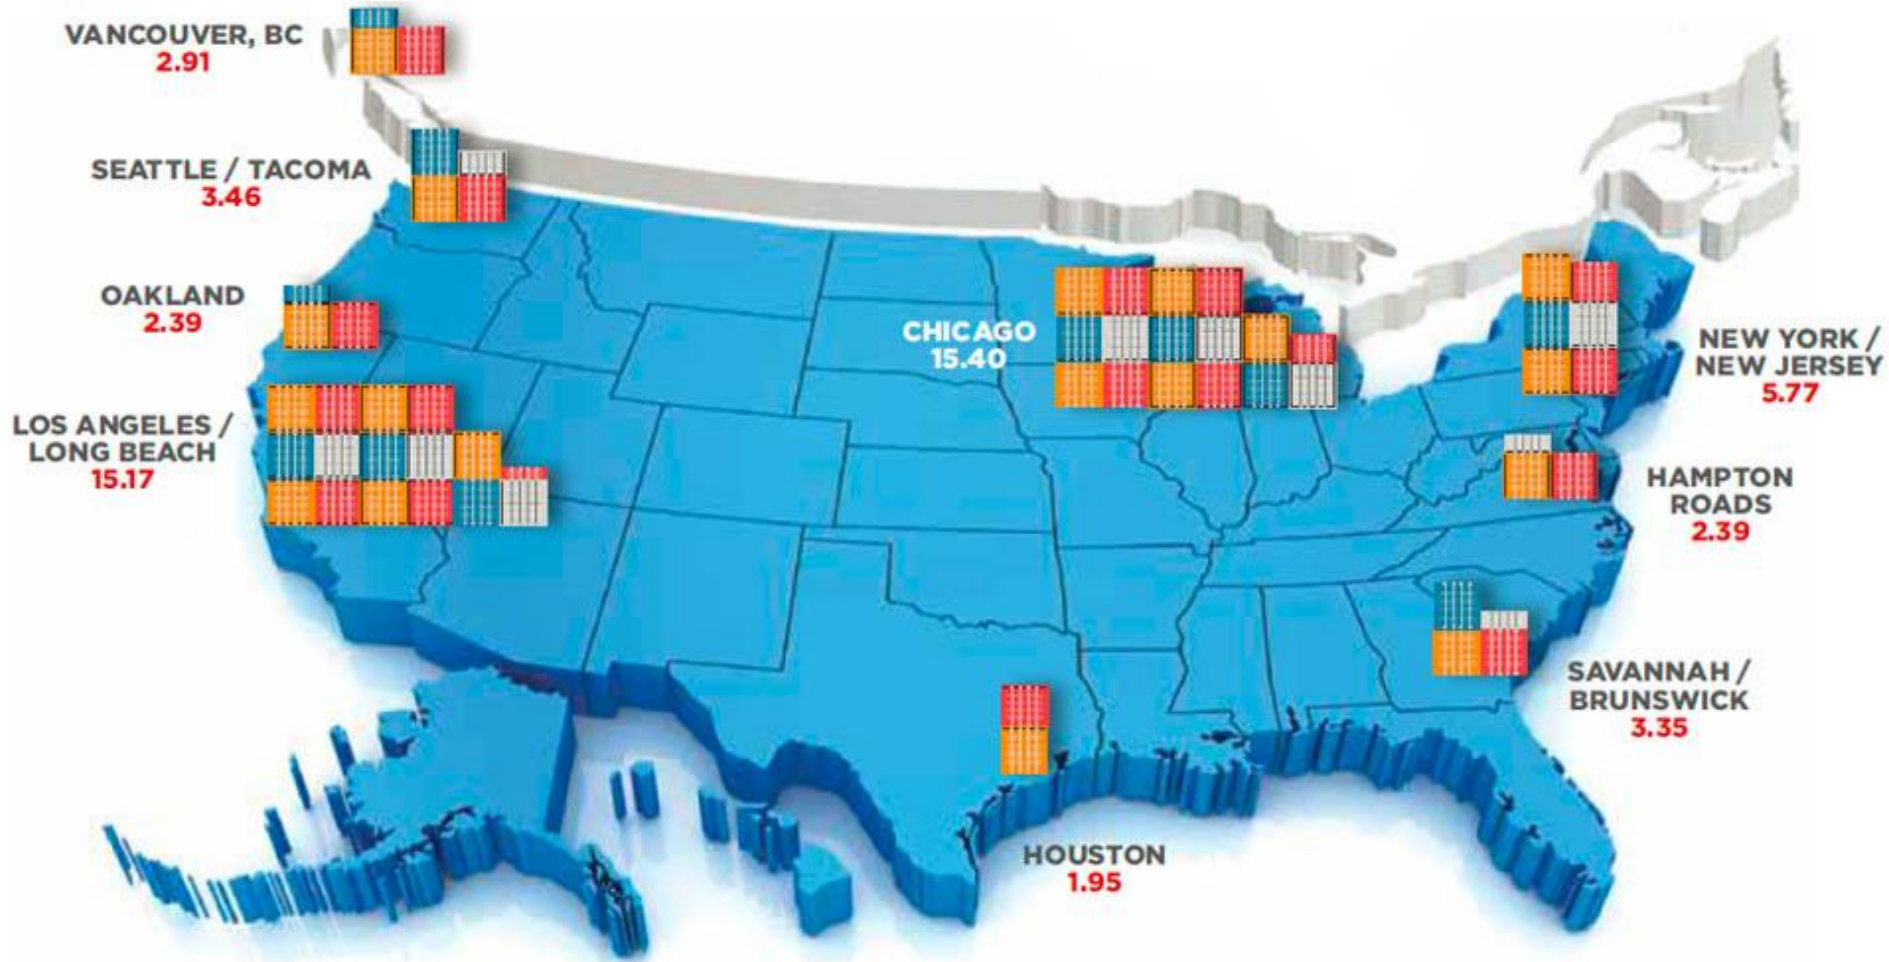 VANCOUVER, BC
2.91
SEATTLE / TACOMA
3.46
OAKLAND
2.39
LOS ANGELES /
LONG BEACH
15.17
CHICAGO
15.40
NEW YORK /
NEW JERSEY
5.77
HAMPTON
ROADS
2.39
SAVANNAH /
BRUNSWICK
3.35
HOUSTON
1.95